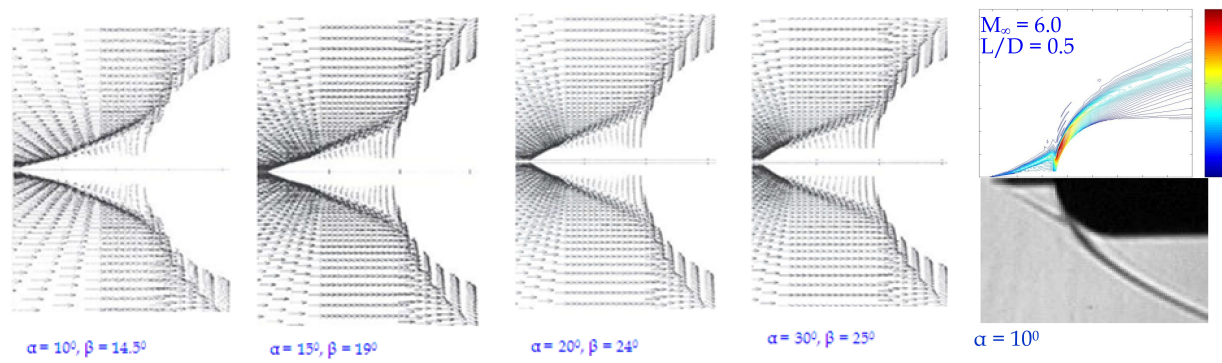 M∞ = 6.0
L/D = 0.5
α = 10⁰, β = 14.5⁰
α = 15⁰, β = 19⁰
α = 20⁰, β = 24⁰
α = 30⁰, β = 25⁰
α = 10⁰